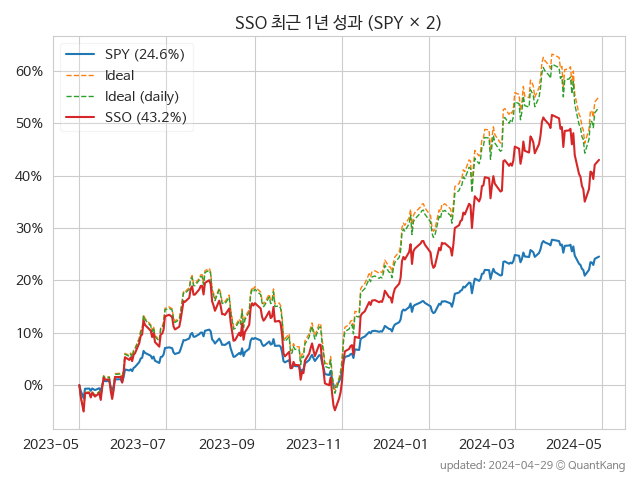 SSO 최근 1년 성과 (SPY × 2)
SPY (24.6%)
Ideal
Ideal (daily)
SSO (43.2%)
60%
50%
40%
30%
20%
10%
0%
2023-05 2023-07 2023-09 2023-11 2024-01 2024-03 2024-05
updated: 2024-04-29 © QuantKang